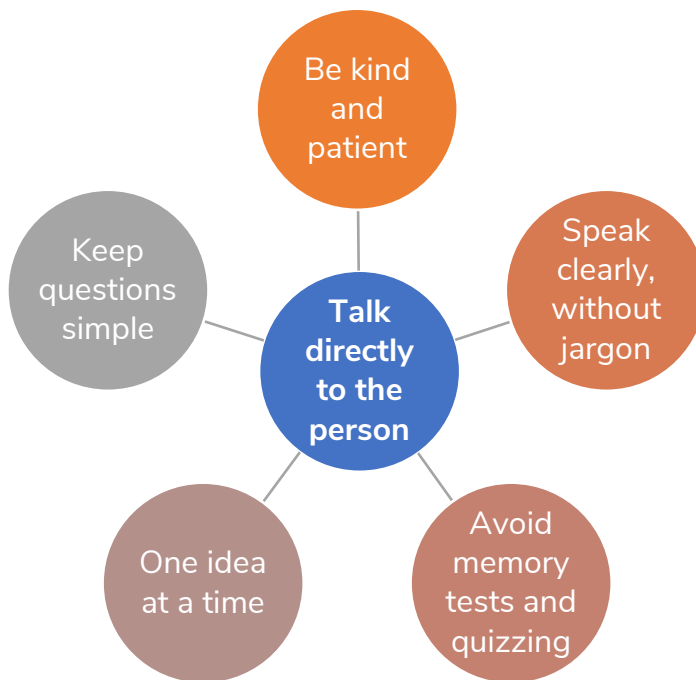 Be kind
and
patient
Speak
clearly,
without
jargon
Avoid
memory
tests and
quizzing
One idea
at a time
Keep
questions
simple
Talk
directly
to the
person